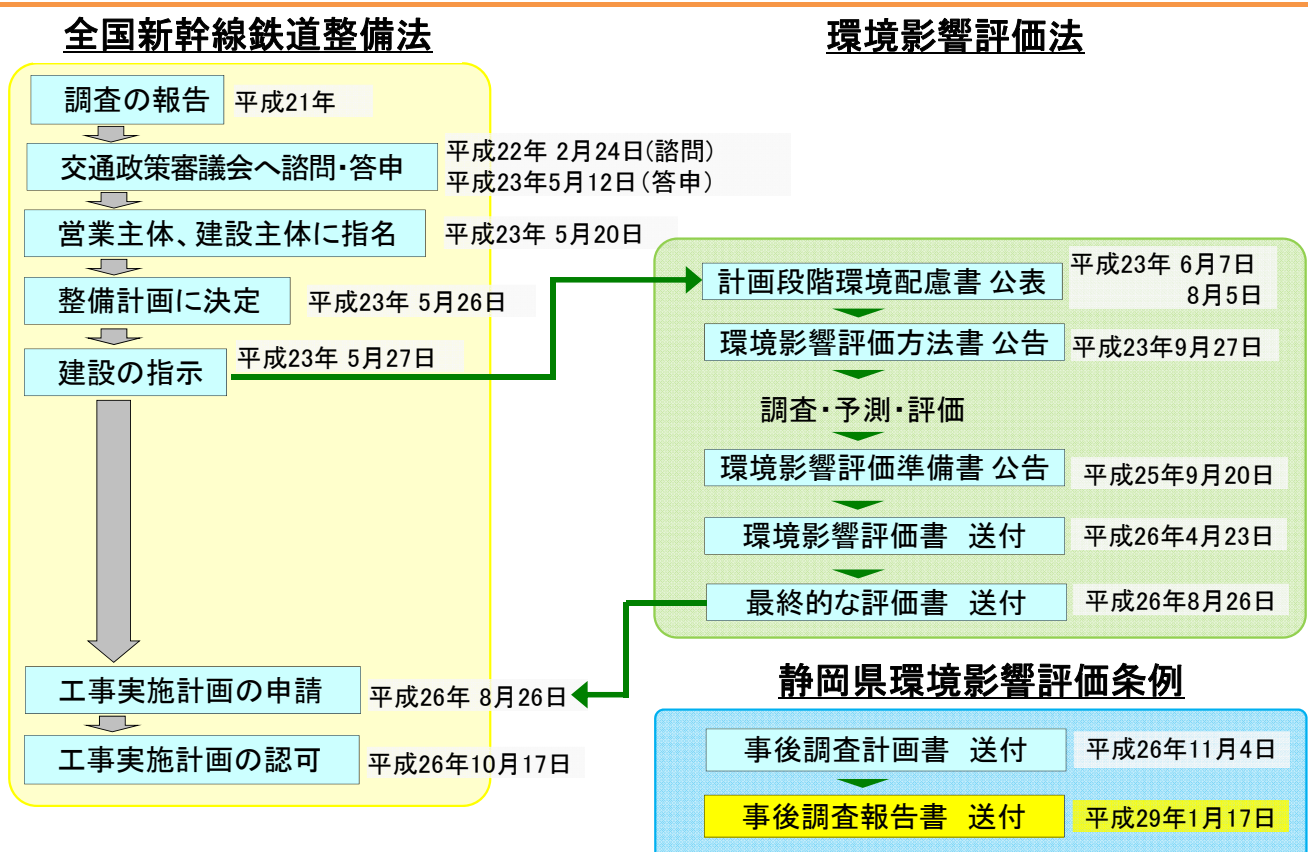 全国新幹線鉄道整備法
調査の報告 平成21年
交通政策審議会へ諮問・答申 平成22年 2月24日(諮問)
平成23年5月12日(答申)
営業主体、建設主体に指名 平成23年 5月20日
整備計画に決定 平成23年 5月26日
建設の指示 平成23年 5月27日
工事実施計画の申請 平成26年 8月26日
工事実施計画の認可 平成26年10月17日
環境影響評価法
計画段階環境配慮書 公表 平成23年 6月7日
8月5日
環境影響評価方法書 公告 平成23年9月27日
調査・予測・評価
環境影響評価準備書 公告 平成25年9月20日
環境影響評価書 送付 平成26年4月23日
最終的な評価書 送付 平成26年8月26日
静岡県環境影響評価条例
事後調査計画書 送付 平成26年11月4日
事後調査報告書 送付 平成29年1月17日